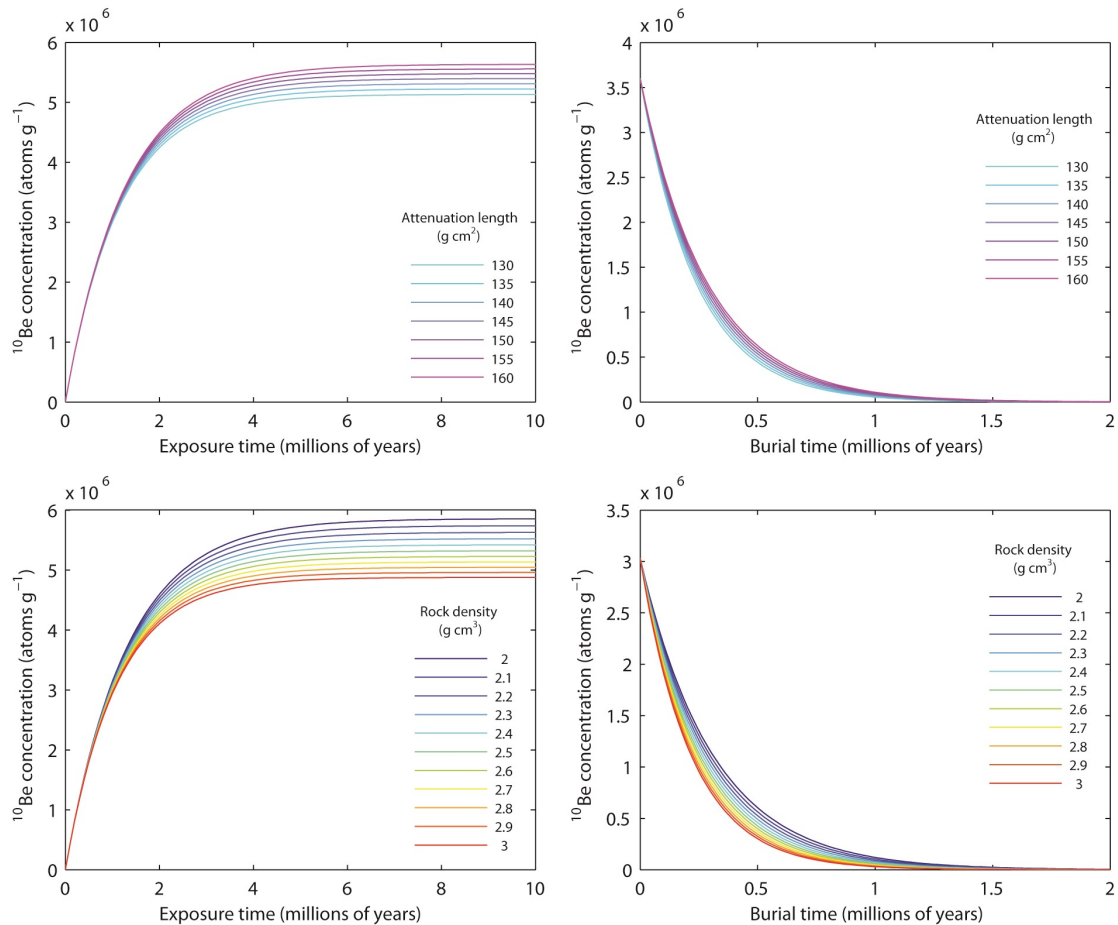 x 10⁶
6
5
4
3
2
1
0
¹⁰Be concentration (atoms g⁻¹)
Attenuation length
(g cm²)
130
135
140
145
150
155
160
0 2 4 6 8 10
Exposure time (millions of years)
x 10⁶
4
3.5
3
2.5
2
1.5
1
0.5
0
¹⁰Be concentration (atoms g⁻¹)
Attenuation length
(g cm²)
130
135
140
145
150
155
160
0 0.5 1 1.5 2
Burial time (millions of years)
x 10⁶
6
5
4
3
2
1
0
¹⁰Be concentration (atoms g⁻¹)
Rock density
(g cm³)
2
2.1
2.2
2.3
2.4
2.5
2.6
2.7
2.8
2.9
3
0 2 4 6 8 10
Exposure time (millions of years)
x 10⁶
3.5
3
2.5
2
1.5
1
0.5
0
¹⁰Be concentration (atoms g⁻¹)
Rock density
(g cm³)
2
2.1
2.2
2.3
2.4
2.5
2.6
2.7
2.8
2.9
3
0 0.5 1 1.5 2
Burial time (millions of years)